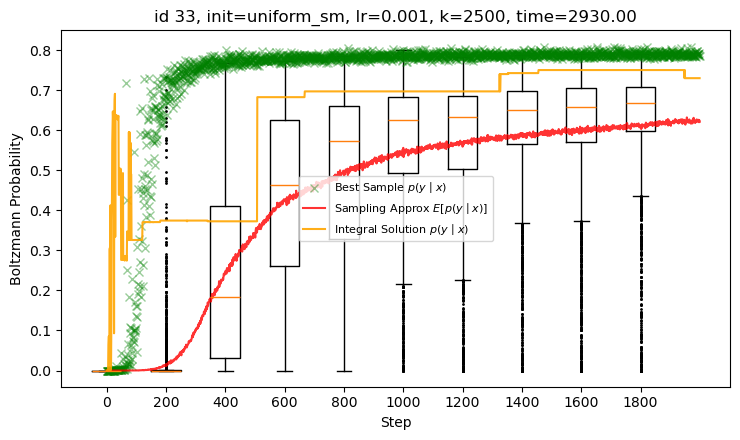 id 33, init=uniform_sm, lr=0.001, k=2500, time=2930.00
Boltzmann Probability
0.8
0.7
0.6
0.5
0.4
0.3
0.2
0.1
0.0
Best Sample p(y | x)
Sampling Approx E[p(y | x)]
Integral Solution p(y | x)
0 200 400 600 800 1000 1200 1400 1600 1800
Step